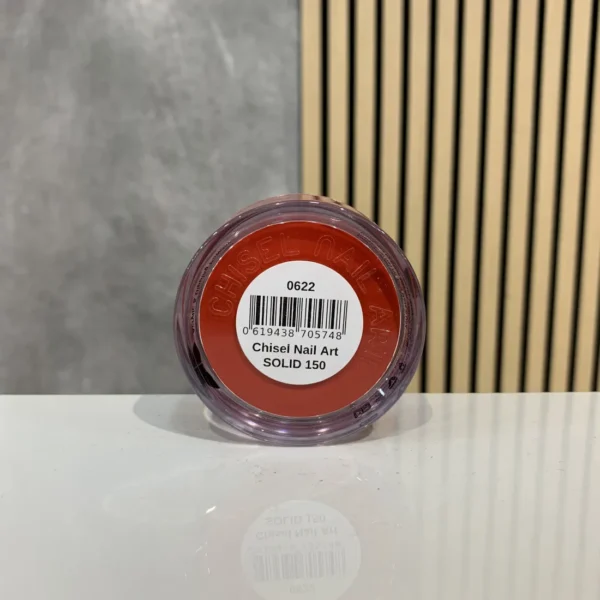 CHISEL NAIL ART
0622
0 619438 705748
Chisel Nail Art
SOLID 150